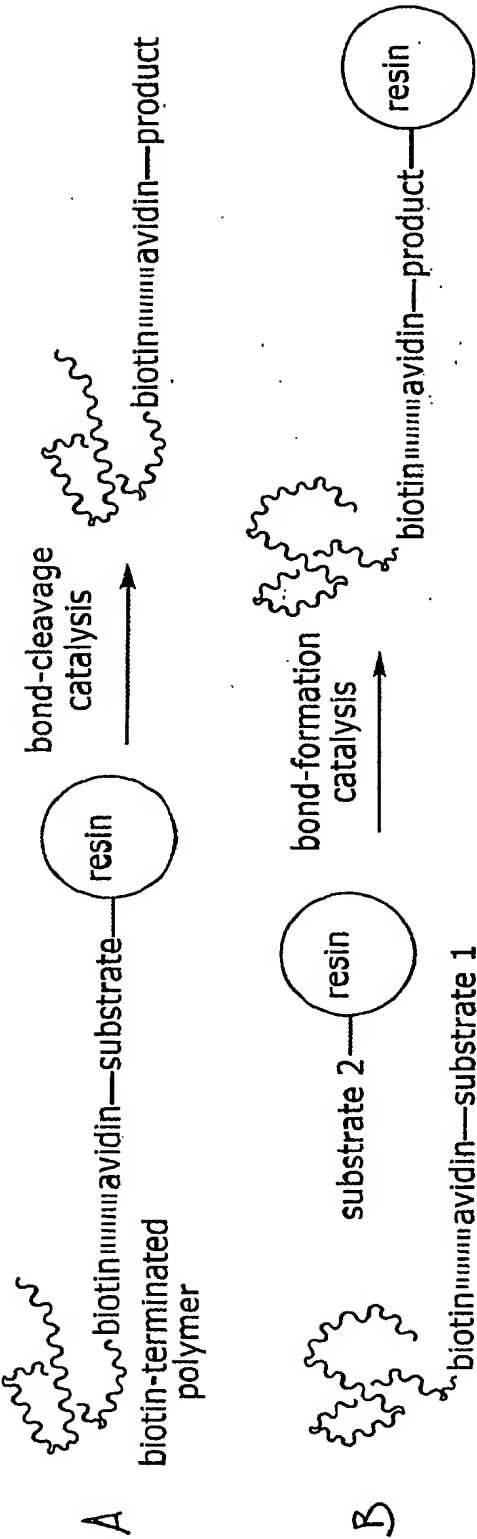 A
biotin avidin—substrate— resin
biotin-terminated
polymer
bond-cleavage
catalysis
biotin avidin—product
B
biotin avidin—substrate 1
substrate 2— resin
bond-formation
catalysis
biotin avidin—product— resin